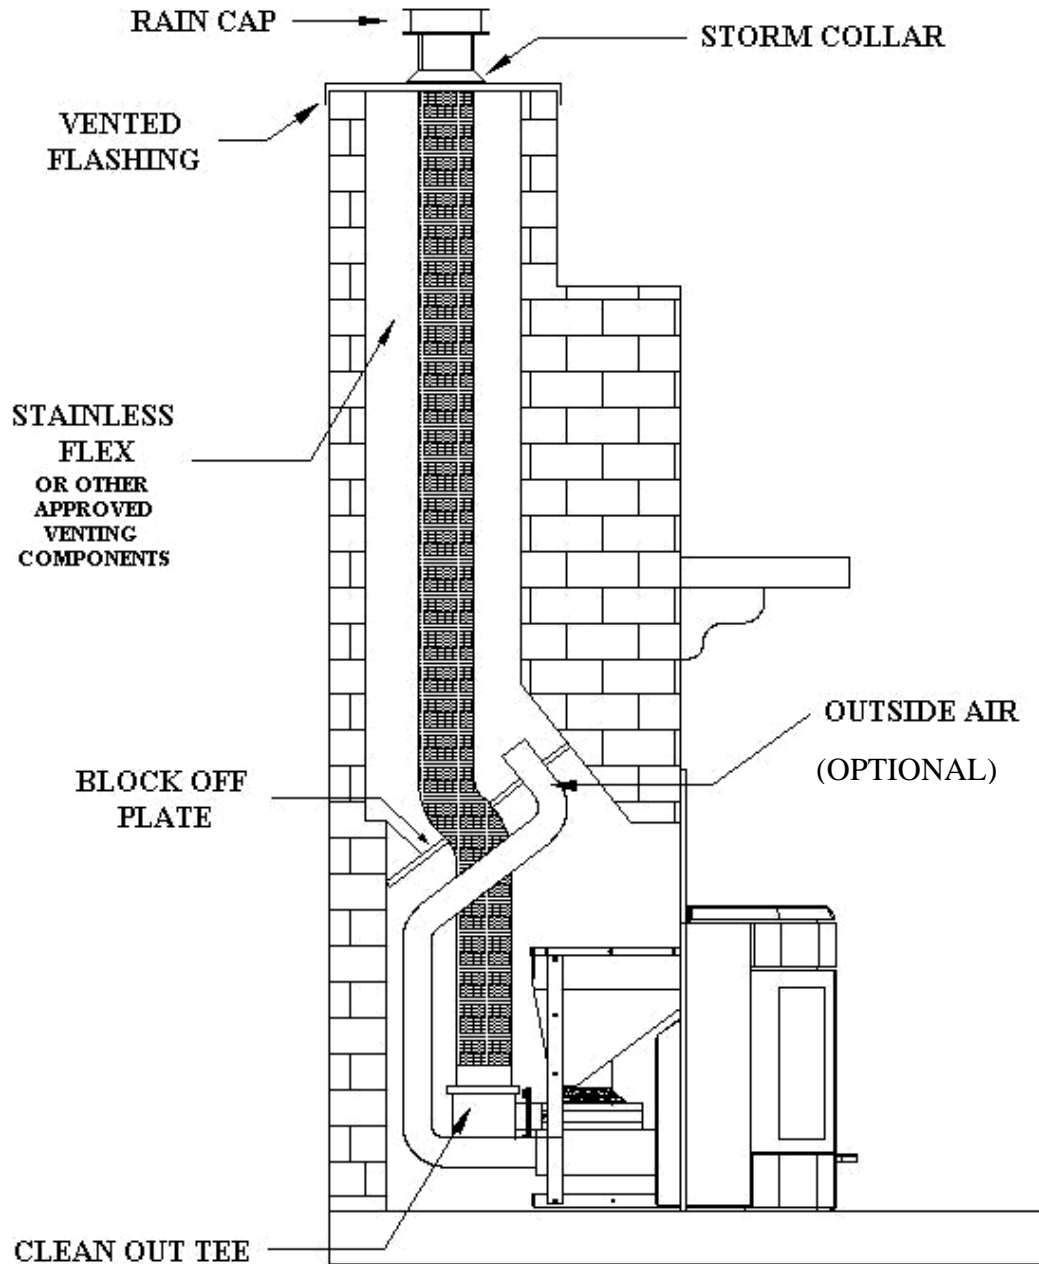 RAIN CAP
STORM COLLAR
VENTED
FLASHING
STAINLESS
FLEX
OR OTHER
APPROVED
VENTING
COMPONENTS
OUTSIDE AIR
(OPTIONAL)
BLOCK OFF
PLATE
CLEAN OUT TEE